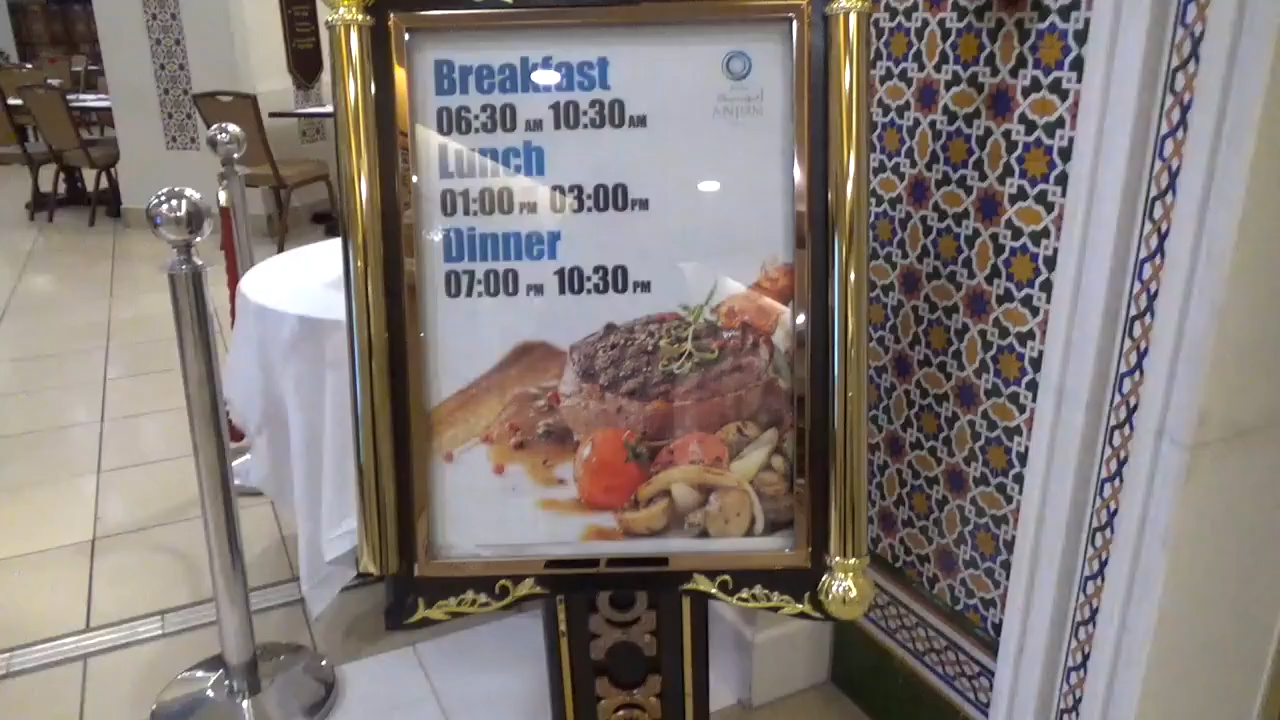 Breakfast
06:30 AM 10:30 AM
Lunch
01:00 PM 03:00 PM
Dinner
07:00 PM 10:30 PM
ANJUM